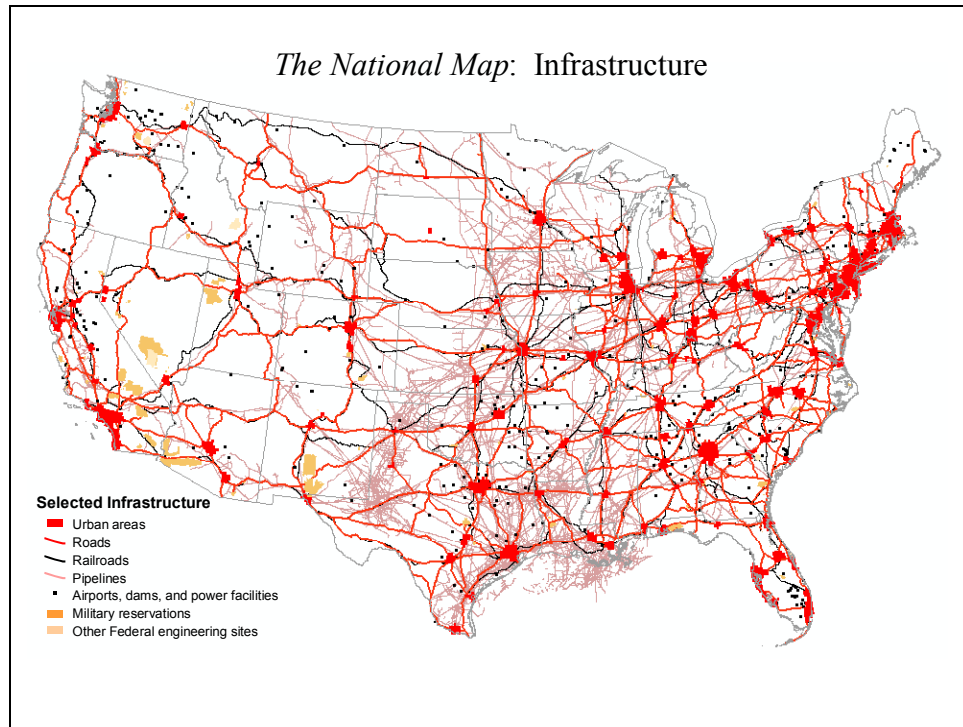 The National Map: Infrastructure
Selected Infrastructure
Urban areas
Roads
Railroads
Pipelines
Airports, dams, and power facilities
Military reservations
Other Federal engineering sites